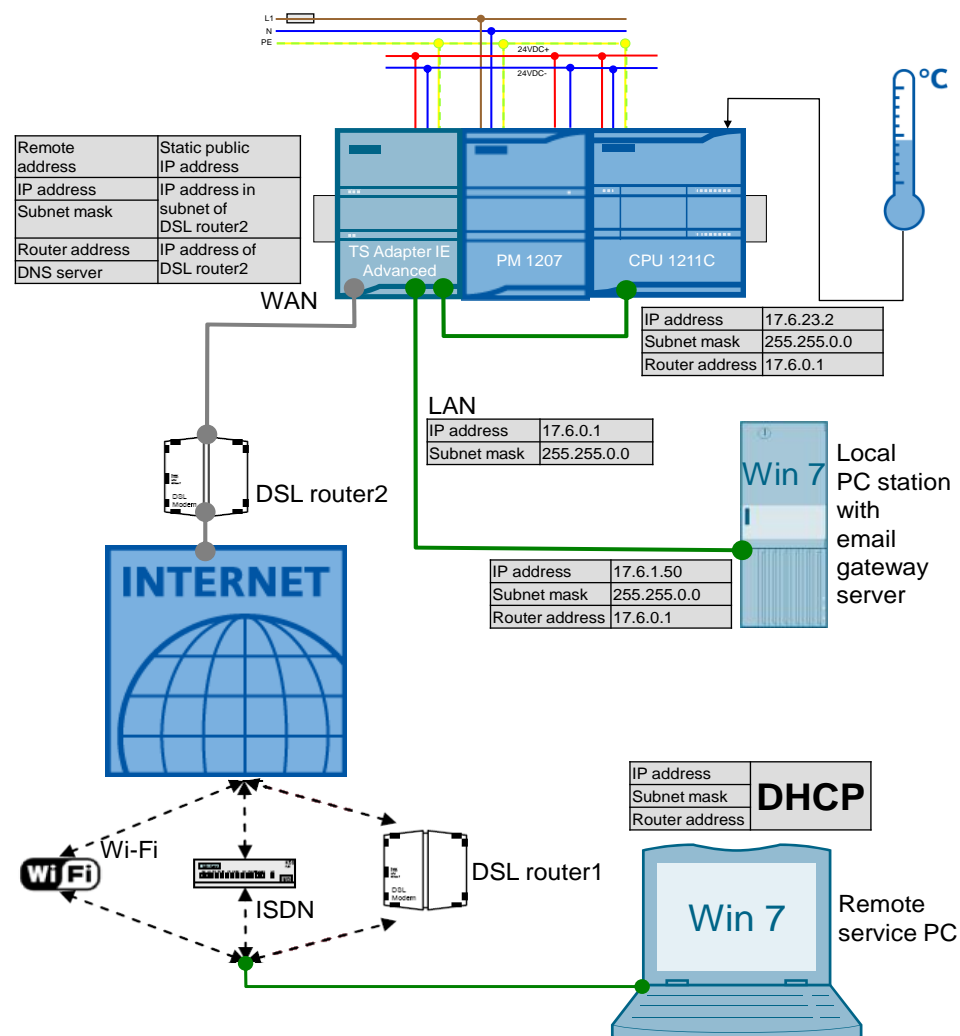 L1
N
PE
24VDC+
24VDC-
°C
Remote address
Static public IP address
IP address
IP address in subnet of DSL router2
Subnet mask
Router address
IP address of DSL router2
DNS server
TS Adapter IE
Advanced
PM 1207
CPU 1211C
WAN
IP address 17.6.23.2
Subnet mask 255.255.0.0
Router address 17.6.0.1
LAN
IP address 17.6.0.1
Subnet mask 255.255.0.0
DSL
Modem
DSL router2
Win 7
Local
PC station
with
email
gateway
server
IP address 17.6.1.50
Subnet mask 255.255.0.0
Router address 17.6.0.1
INTERNET
IP address
Subnet mask
Router address
DHCP
Wi-Fi
Wi Fi
ISDN
DSL
Modem
DSL router1
Win 7
Remote
service PC